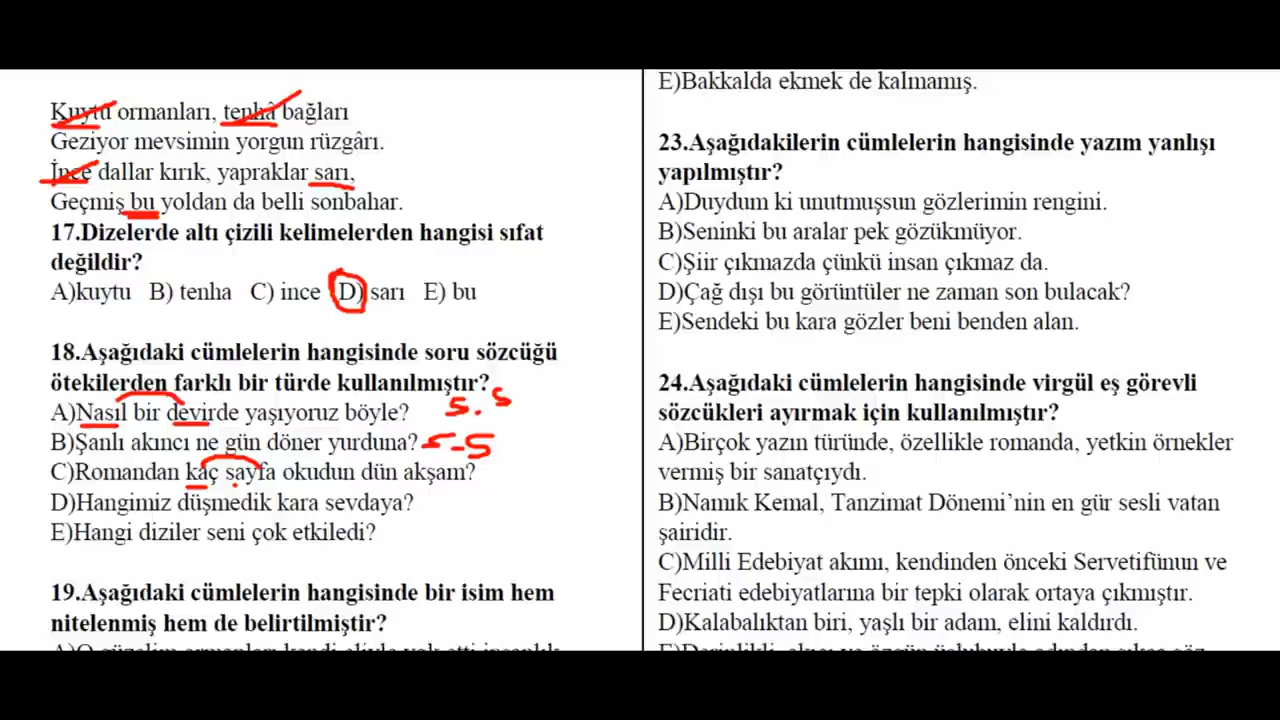 Kuytu ormanları, tenhâ bağları
Geziyor mevsimin yorgun rüzgârı.
İnce dallar kırık, yapraklar sarı,
Geçmiş bu yoldan da belli sonbahar.
17.Dizelerde altı çizili kelimelerden hangisi sıfat
değildir?
A)kuytu B) tenha C) ince D) sarı E) bu
18.Aşağıdaki cümlelerin hangisinde soru sözcüğü
ötekilerden farklı bir türde kullanılmıştır?
A)Nasıl bir devirde yaşıyoruz böyle? S. S
B)Şanlı akıncı ne gün döner yurduna? S-S
C)Romandan kaç sayfa okudun dün akşam?
D)Hangimiz düşmedik kara sevdaya?
E)Hangi diziler seni çok etkiledi?
19.Aşağıdaki cümlelerin hangisinde bir isim hem
nitelenmiş hem de belirtilmiştir?
E)Bakkalda ekmek de kalmamış.
23.Aşağıdakilerin cümlelerin hangisinde yazım yanlışı
yapılmıştır?
A)Duydum ki unutmuşsun gözlerimin rengini.
B)Seninki bu aralar pek gözükmüyor.
C)Şiir çıkmazda çünkü insan çıkmaz da.
D)Çağ dışı bu görüntüler ne zaman son bulacak?
E)Sendeki bu kara gözler beni benden alan.
24.Aşağıdaki cümlelerin hangisinde virgül eş görevli
sözcükleri ayırmak için kullanılmıştır?
A)Birçok yazın türünde, özellikle romanda, yetkin örnekler
vermiş bir sanatçıydı.
B)Namık Kemal, Tanzimat Dönemi’nin en gür sesli vatan
şairidir.
C)Milli Edebiyat akımı, kendinden önceki Servetifünun ve
Fecriati edebiyatlarına bir tepki olarak ortaya çıkmıştır.
D)Kalabalıktan biri, yaşlı bir adam, elini kaldırdı.